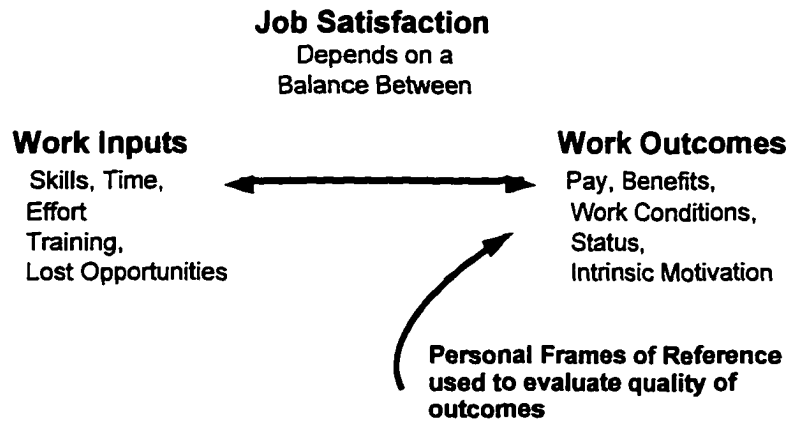 Job Satisfaction
Depends on a
Balance Between
Work Inputs
Skills, Time,
Effort
Training,
Lost Opportunities
Work Outcomes
Pay, Benefits,
Work Conditions,
Status,
Intrinsic Motivation
Personal Frames of Reference
used to evaluate quality of
outcomes